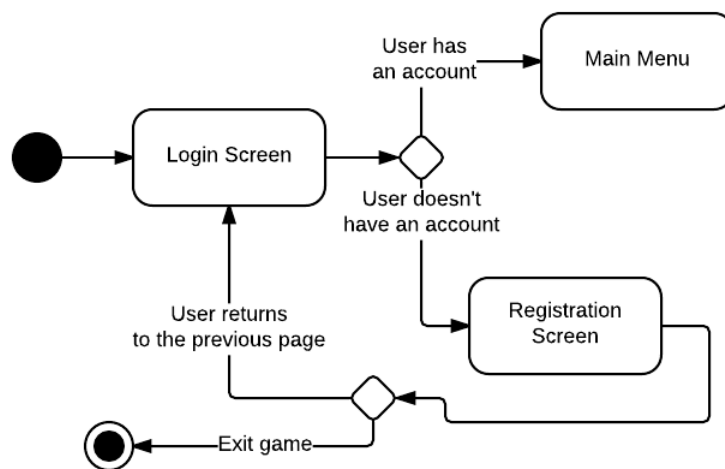 User has
an account
Main Menu
Login Screen
User doesn't
have an account
Registration
Screen
User returns
to the previous page
Exit game